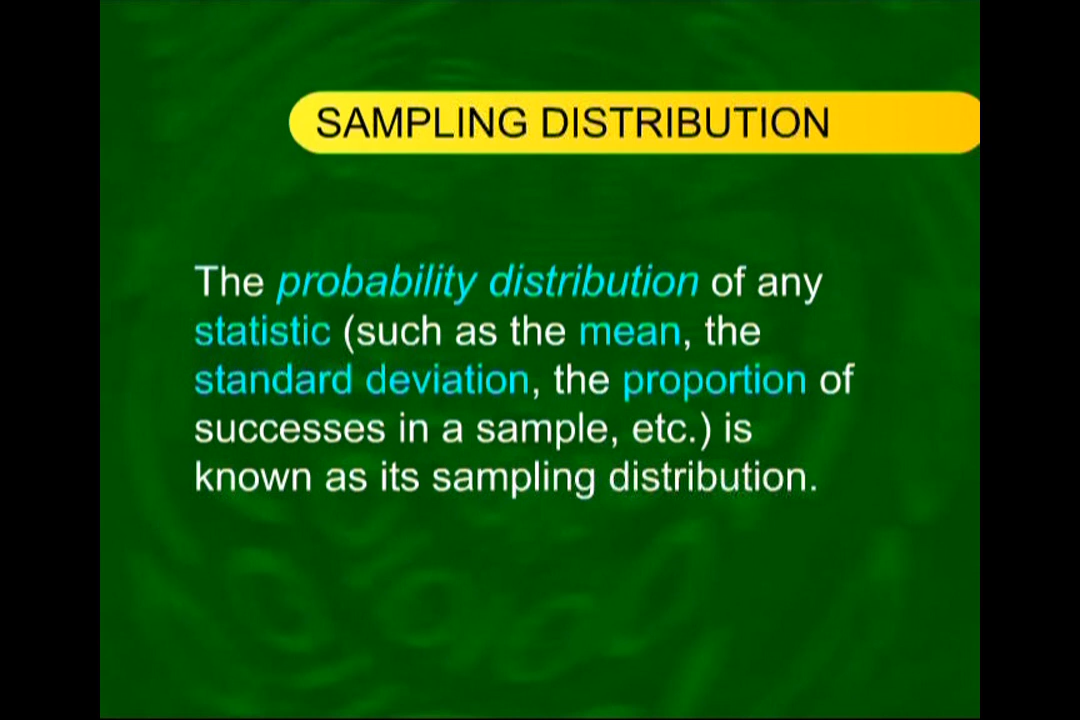 SAMPLING DISTRIBUTION
The probability distribution of any
statistic (such as the mean, the
standard deviation, the proportion of
successes in a sample, etc.) is
known as its sampling distribution.